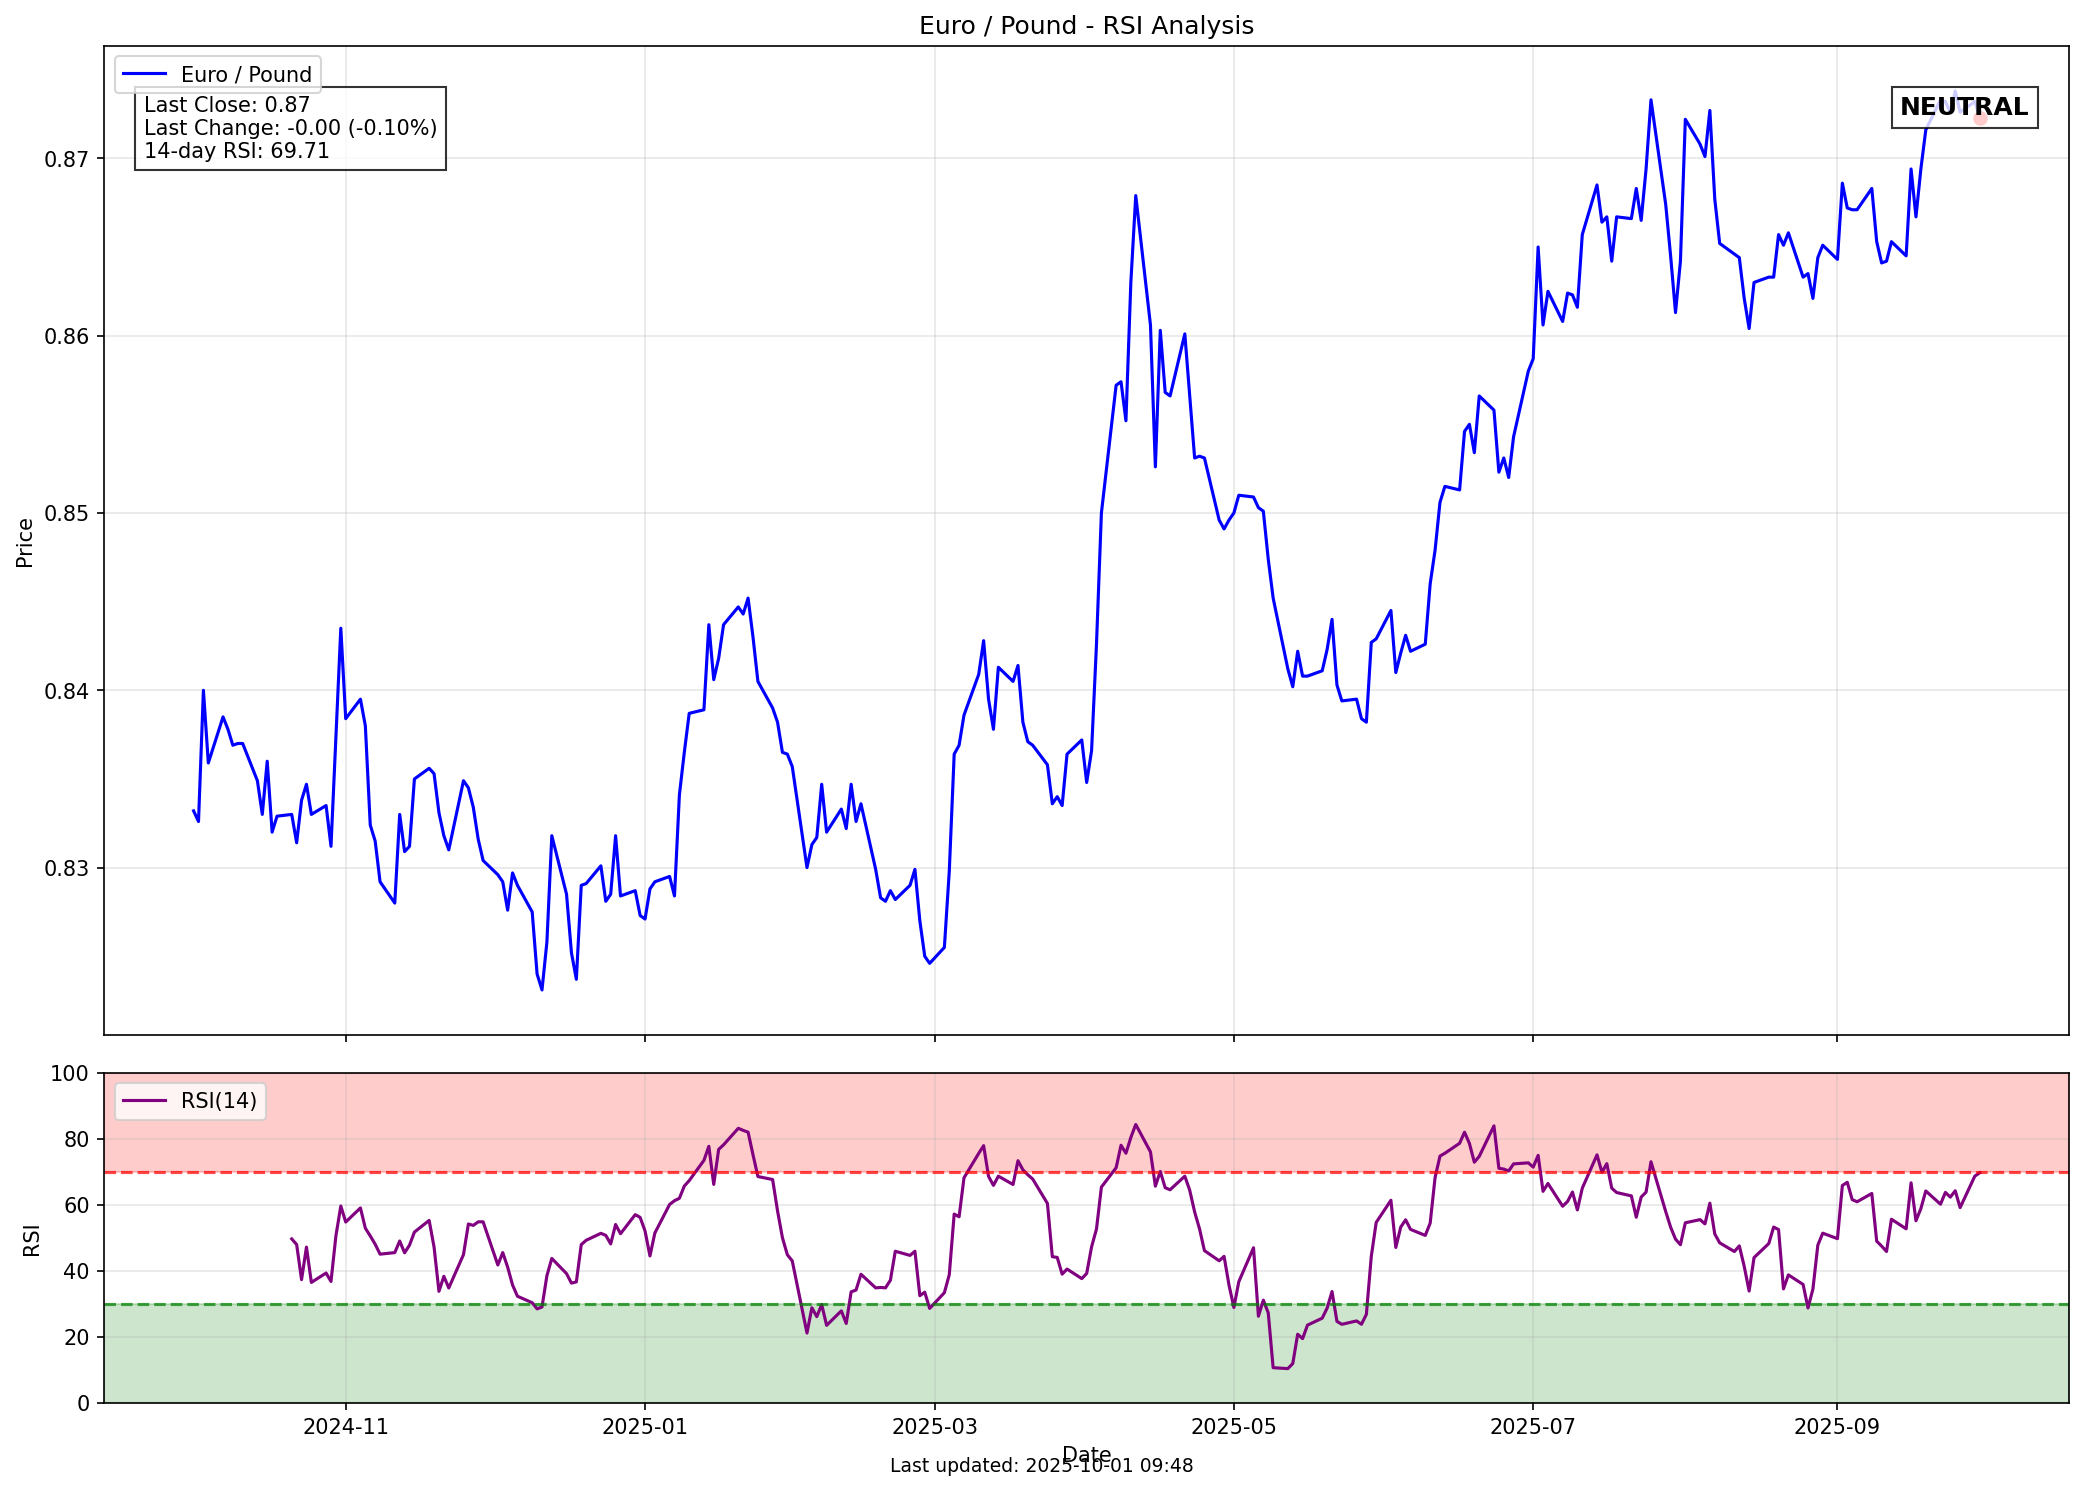 Euro / Pound - RSI Analysis
Euro / Pound
Last Close: 0.87
Last Change: -0.00 (-0.10%)
14-day RSI: 69.71
NEUTRAL
Price
0.87
0.86
0.85
0.84
0.83
RSI(14)
RSI
100
80
60
40
20
0
2024-11
2025-01
2025-03
2025-05
2025-07
2025-09
Date
Last updated: 2025-10-01 09:48